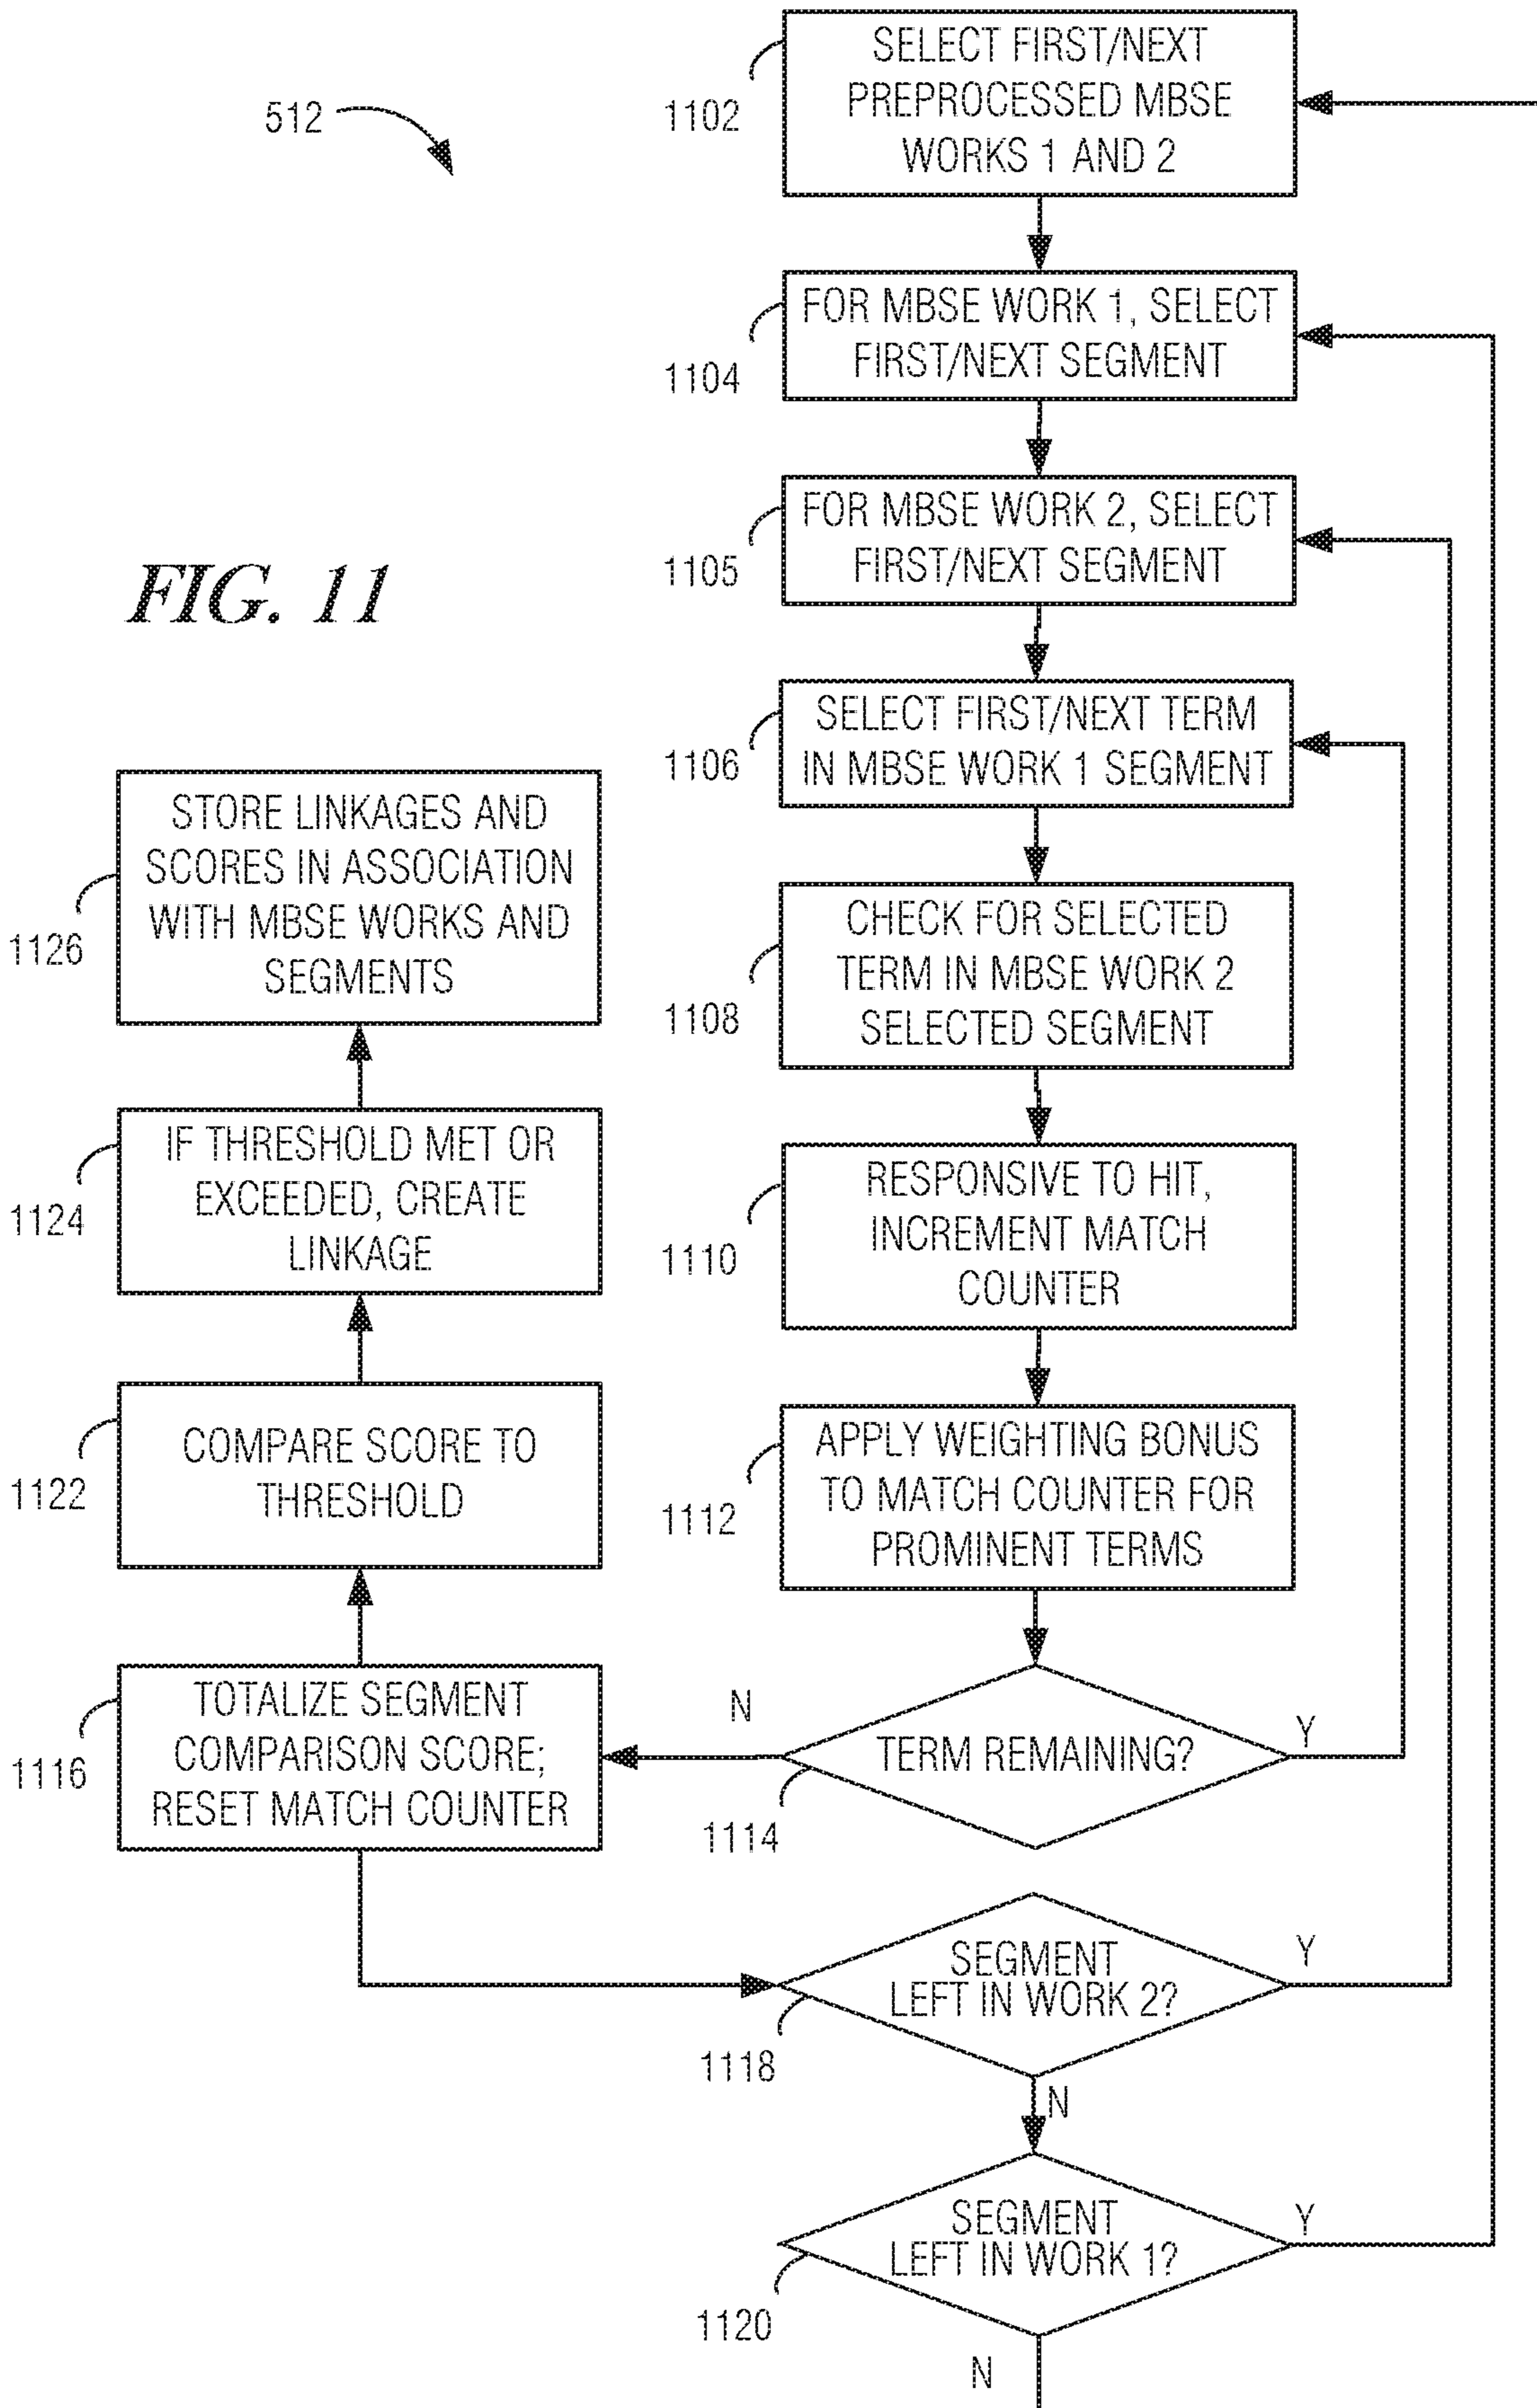 512
1102
SELECT FIRST/NEXT
PREPROCESSED MBSE
WORKS 1 AND 2
1104
FOR MBSE WORK 1, SELECT
FIRST/NEXT SEGMENT
1105
FOR MBSE WORK 2, SELECT
FIRST/NEXT SEGMENT
FIG. 11
1106
SELECT FIRST/NEXT TERM
IN MBSE WORK 1 SEGMENT
1108
CHECK FOR SELECTED
TERM IN MBSE WORK 2
SELECTED SEGMENT
1110
RESPONSIVE TO HIT,
INCREMENT MATCH
COUNTER
1112
APPLY WEIGHTING BONUS
TO MATCH COUNTER FOR
PROMINENT TERMS
TERM REMAINING?
1114
N
Y
1116
TOTALIZE SEGMENT
COMPARISON SCORE;
RESET MATCH COUNTER
1122
COMPARE SCORE TO
THRESHOLD
1124
IF THRESHOLD MET OR
EXCEEDED, CREATE
LINKAGE
1126
STORE LINKAGES AND
SCORES IN ASSOCIATION
WITH MBSE WORKS AND
SEGMENTS
SEGMENT
LEFT IN WORK 2?
1118
Y
N
SEGMENT
LEFT IN WORK 1?
1120
Y
N